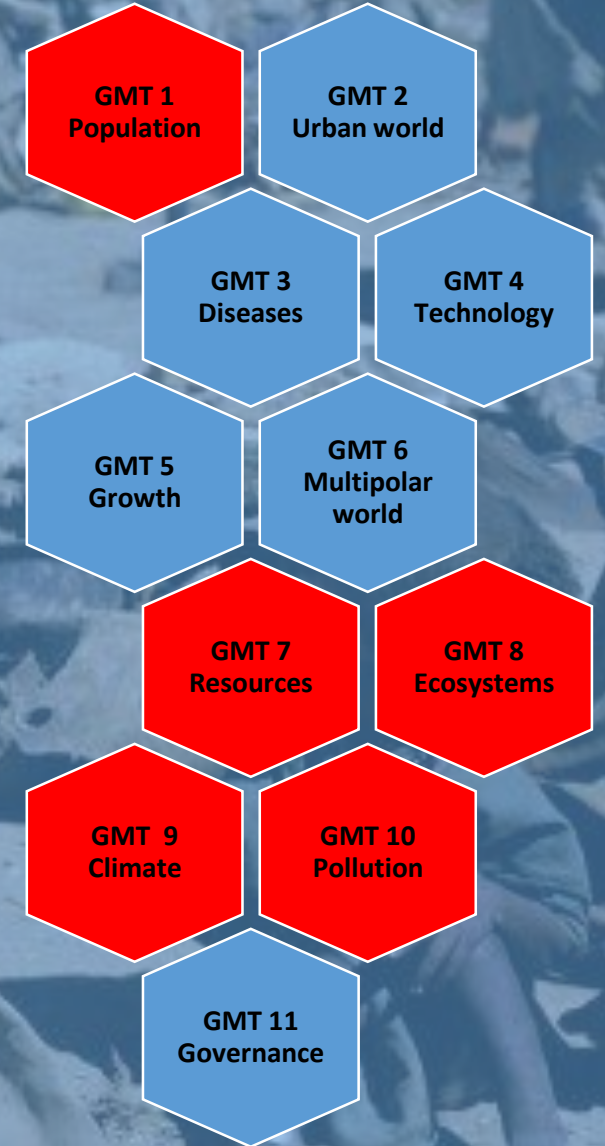 GMT 1
Population
GMT 2
Urban world
GMT 3
Diseases
GMT 4
Technology
GMT 5
Growth
GMT 6
Multipolar
world
GMT 7
Resources
GMT 8
Ecosystems
GMT  9
Climate
GMT 10
Pollution
GMT 11
Governance